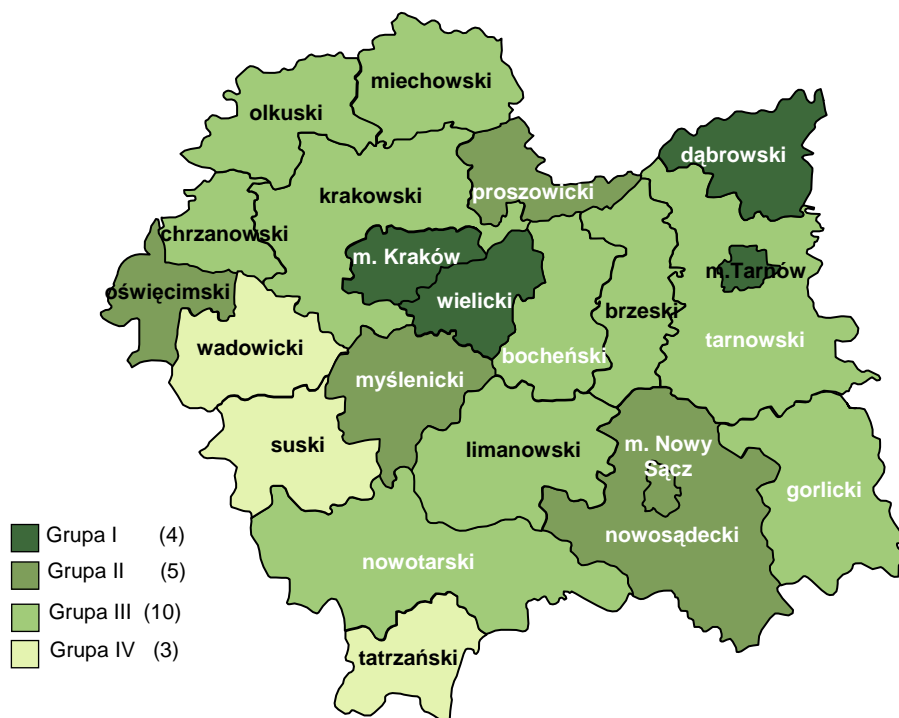 miechowski
olkuski
dąbrowski
krakowski
proszowicki
chrzanowski
m. Kraków
m.Tarnów
oświęcimski
wielicki
brzeski
tarnowski
wadowicki
bocheński
myślenicki
suski
limanowski
m. Nowy
Sącz
gorlicki
nowosądecki
nowotarski
tatrzański
Grupa I (4)
Grupa II (5)
Grupa III (10)
Grupa IV (3)